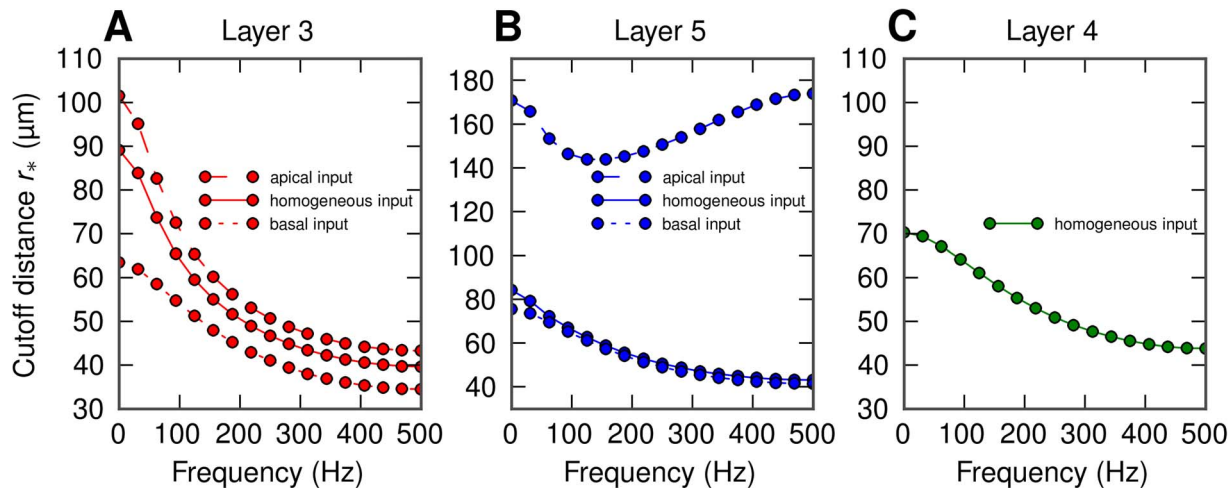 A
Layer 3
B
Layer 5
C
Layer 4
Cutoff distance r* (µm)
110
100
90
80
70
60
50
40
30
apical input
homogeneous input
basal input
0 100 200 300 400 500
Frequency (Hz)
180
160
140
120
100
80
60
40
apical input
homogeneous input
basal input
0 100 200 300 400 500
Frequency (Hz)
110
100
90
80
70
60
50
40
30
homogeneous input
0 100 200 300 400 500
Frequency (Hz)